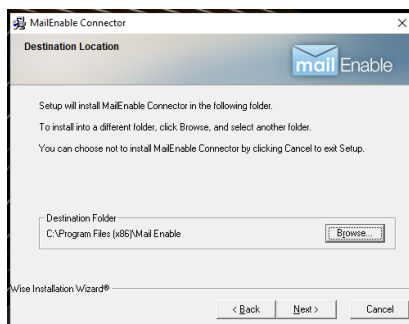 MailEnable Connector
Destination Location
mail Enable
Setup will install MailEnable Connector in the following folder.
To install into a different folder, click Browse, and select another folder.
You can choose not to install MailEnable Connector by clicking Cancel to exit Setup.
Destination Folder
C:\Program Files (x86)\Mail Enable
Browse...
Wise Installation Wizard®
< Back
Next >
Cancel